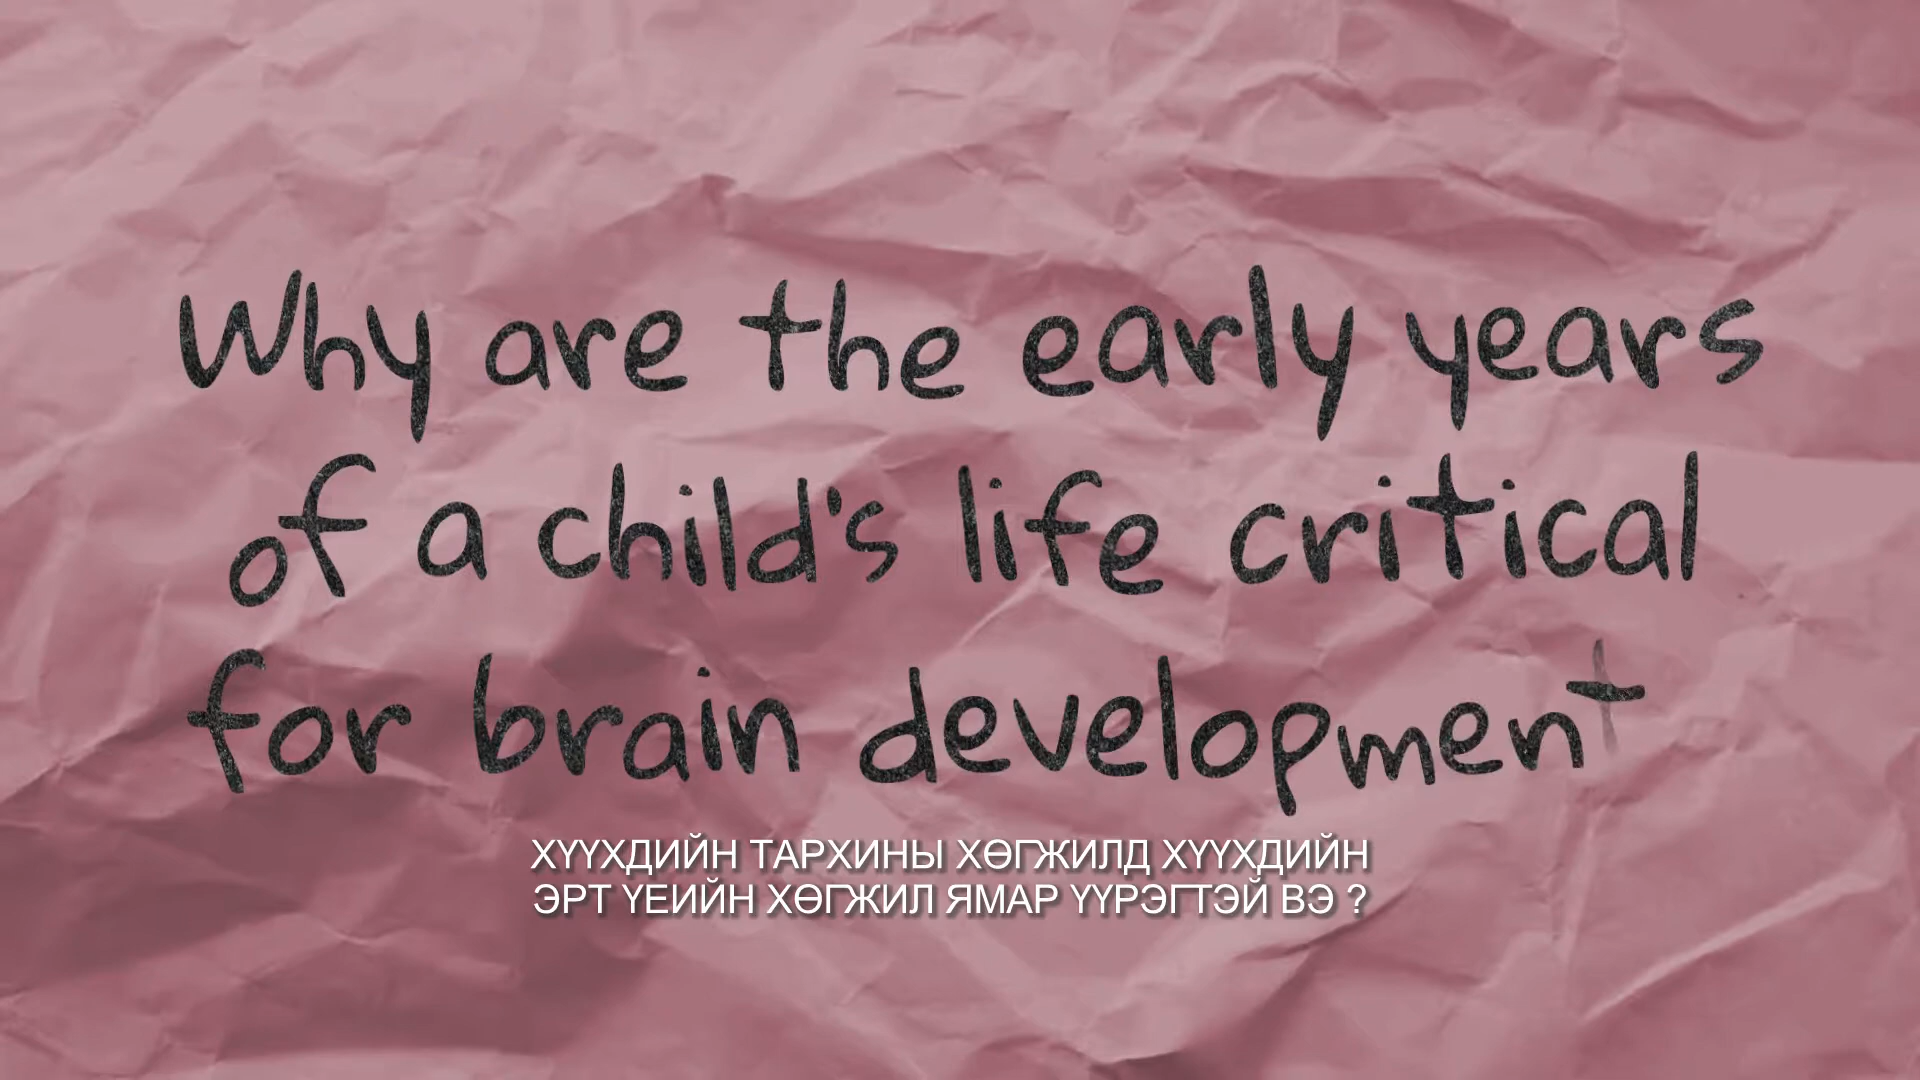 Why are the early years
of a child's life critical
for brain development
ХҮҮХДИЙН ТАРХИНЫ ХӨГЖИЛД ХҮҮХДИЙН
ЭРТ ҮЕИЙН ХӨГЖИЛ ЯМАР ҮҮРЭГТЭЙ ВЭ ?